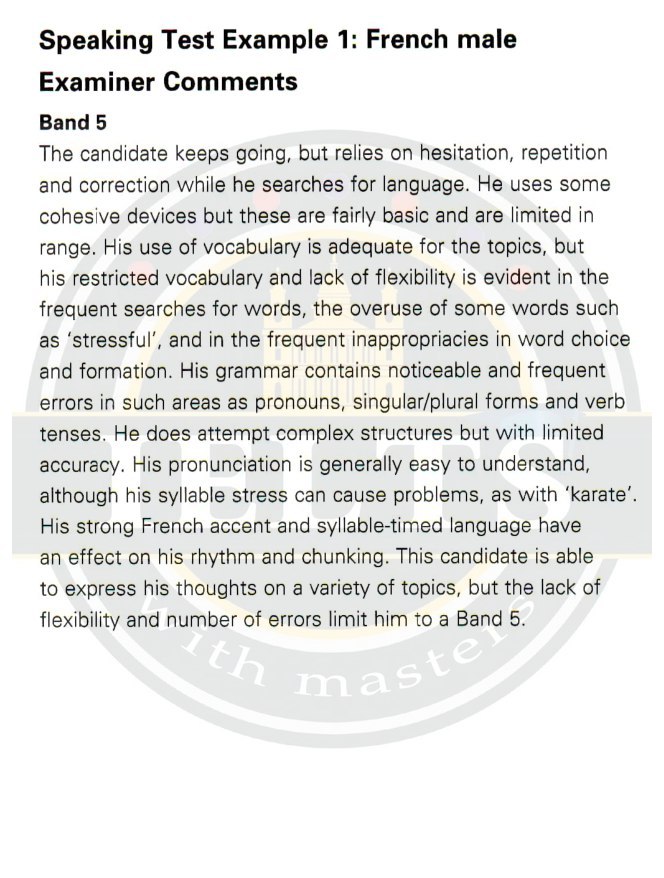 Speaking Test Example 1: French male
Examiner Comments
Band 5
The candidate keeps going, but relies on hesitation, repetition
and correction while he searches for language. He uses some
cohesive devices but these are fairly basic and are limited in
range. His use of vocabulary is adequate for the topics, but
his restricted vocabulary and lack of flexibility is evident in the
frequent searches for words, the overuse of some words such
as ‘stressful’, and in the frequent inappropriacies in word choice
and formation. His grammar contains noticeable and frequent
errors in such areas as pronouns, singular/plural forms and verb
tenses. He does attempt complex structures but with limited
accuracy. His pronunciation is generally easy to understand,
although his syllable stress can cause problems, as with ‘karate’.
His strong French accent and syllable-timed language have
an effect on his rhythm and chunking. This candidate is able
to express his thoughts on a variety of topics, but the lack of
flexibility and number of errors limit him to a Band 5.
IELTS
with masters